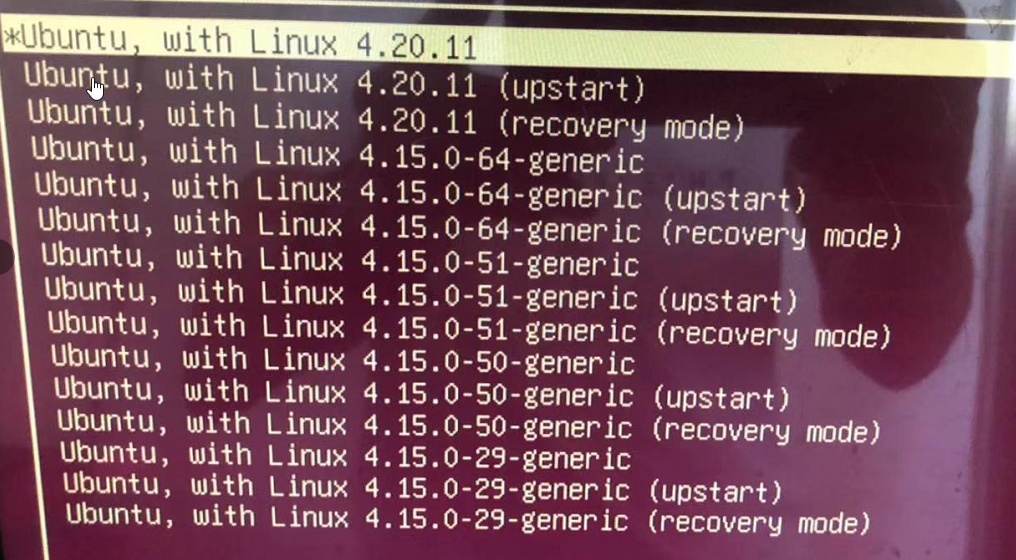 *Ubuntu, with Linux 4.20.11
Ubuntu, with Linux 4.20.11 (upstart)
Ubuntu, with Linux 4.20.11 (recovery mode)
Ubuntu, with Linux 4.15.0-64-generic
Ubuntu, with Linux 4.15.0-64-generic (upstart)
Ubuntu, with Linux 4.15.0-64-generic (recovery mode)
Ubuntu, with Linux 4.15.0-51-generic
Ubuntu, with Linux 4.15.0-51-generic (upstart)
Ubuntu, with Linux 4.15.0-51-generic (recovery mode)
Ubuntu, with Linux 4.15.0-50-generic
Ubuntu, with Linux 4.15.0-50-generic (upstart)
Ubuntu, with Linux 4.15.0-50-generic (recovery mode)
Ubuntu, with Linux 4.15.0-29-generic
Ubuntu, with Linux 4.15.0-29-generic (upstart)
Ubuntu, with Linux 4.15.0-29-generic (recovery mode)